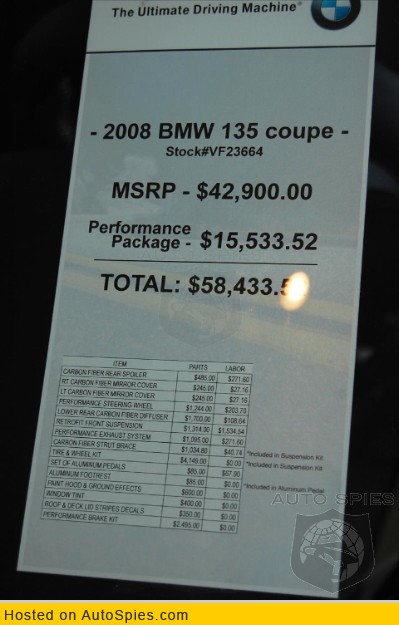 The Ultimate Driving Machine®
- 2008 BMW 135 coupe -
Stock#VF23664
MSRP - $42,900.00
Performance
Package - $15,533.52
TOTAL: $58,433.5
ITEM PARTS LABOR
CARBON FIBER REAR SPOILER $485.00 $271.60
RT CARBON FIBER MIRROR COVER $245.00 $27.16
LT CARBON FIBER MIRROR COVER $245.00 $27.16
PERFORMANCE STEERING WHEEL $1,244.00 $203.70
LOWER REAR CARBON FIBER DIFFUSER $1,700.00 $108.64
RETROFIT FRONT SUSPENSION $1,314.00 $1,534.54
PERFORMANCE EXHAUST SYSTEM $1,095.00 $271.60
CARBON FIBER STRUT BRACE $1,034.80 $40.74 *Included in Suspension Kit
TIRE & WHEEL KIT $4,149.00 $0.00 *Included in Suspension Kit
SET OF ALUMINUM PEDALS $85.00 $67.90
ALUMINUM FOOTREST $85.00 $0.00 *Included in Aluminum Pedal
PAINT HOOD & GROUND EFFECTS $600.00 $0.00
WINDOW TINT $400.00 $0.00
ROOF & DECK LID STRIPES DECALS $350.00 $0.00
PERFORMANCE BRAKE KIT $2,495.00 $0.00
AUTO SPIES
Hosted on AutoSpies.com